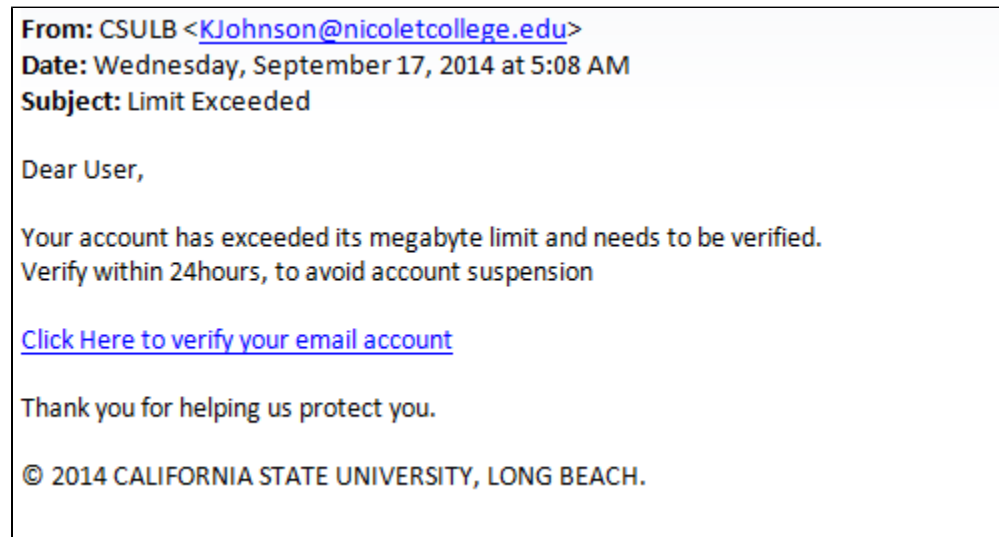 From: CSULB <KJohnson@nicoletcollege.edu>
Date: Wednesday, September 17, 2014 at 5:08 AM
Subject: Limit Exceeded
Dear User,
Your account has exceeded its megabyte limit and needs to be verified.
Verify within 24hours, to avoid account suspension
Click Here to verify your email account
Thank you for helping us protect you.
© 2014 CALIFORNIA STATE UNIVERSITY, LONG BEACH.